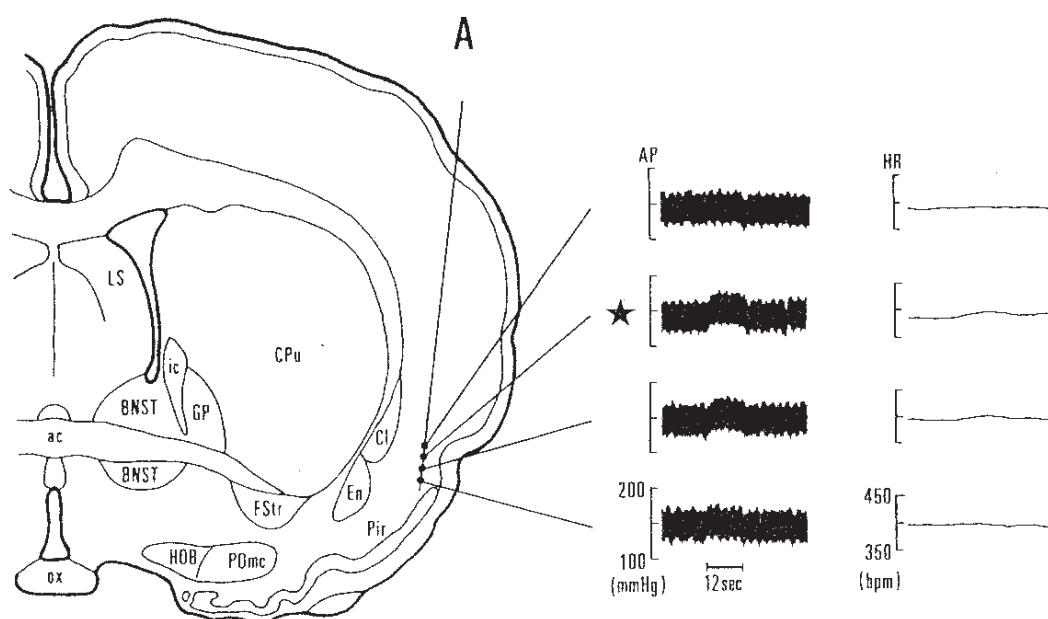 A
AP
HR
LS
ic
CPu
BNST
GP
ac
Cl
BNST
En
FStr
Pir
HDB
POmc
ox
200
100
(mmHg)
12sec
450
350
(bpm)